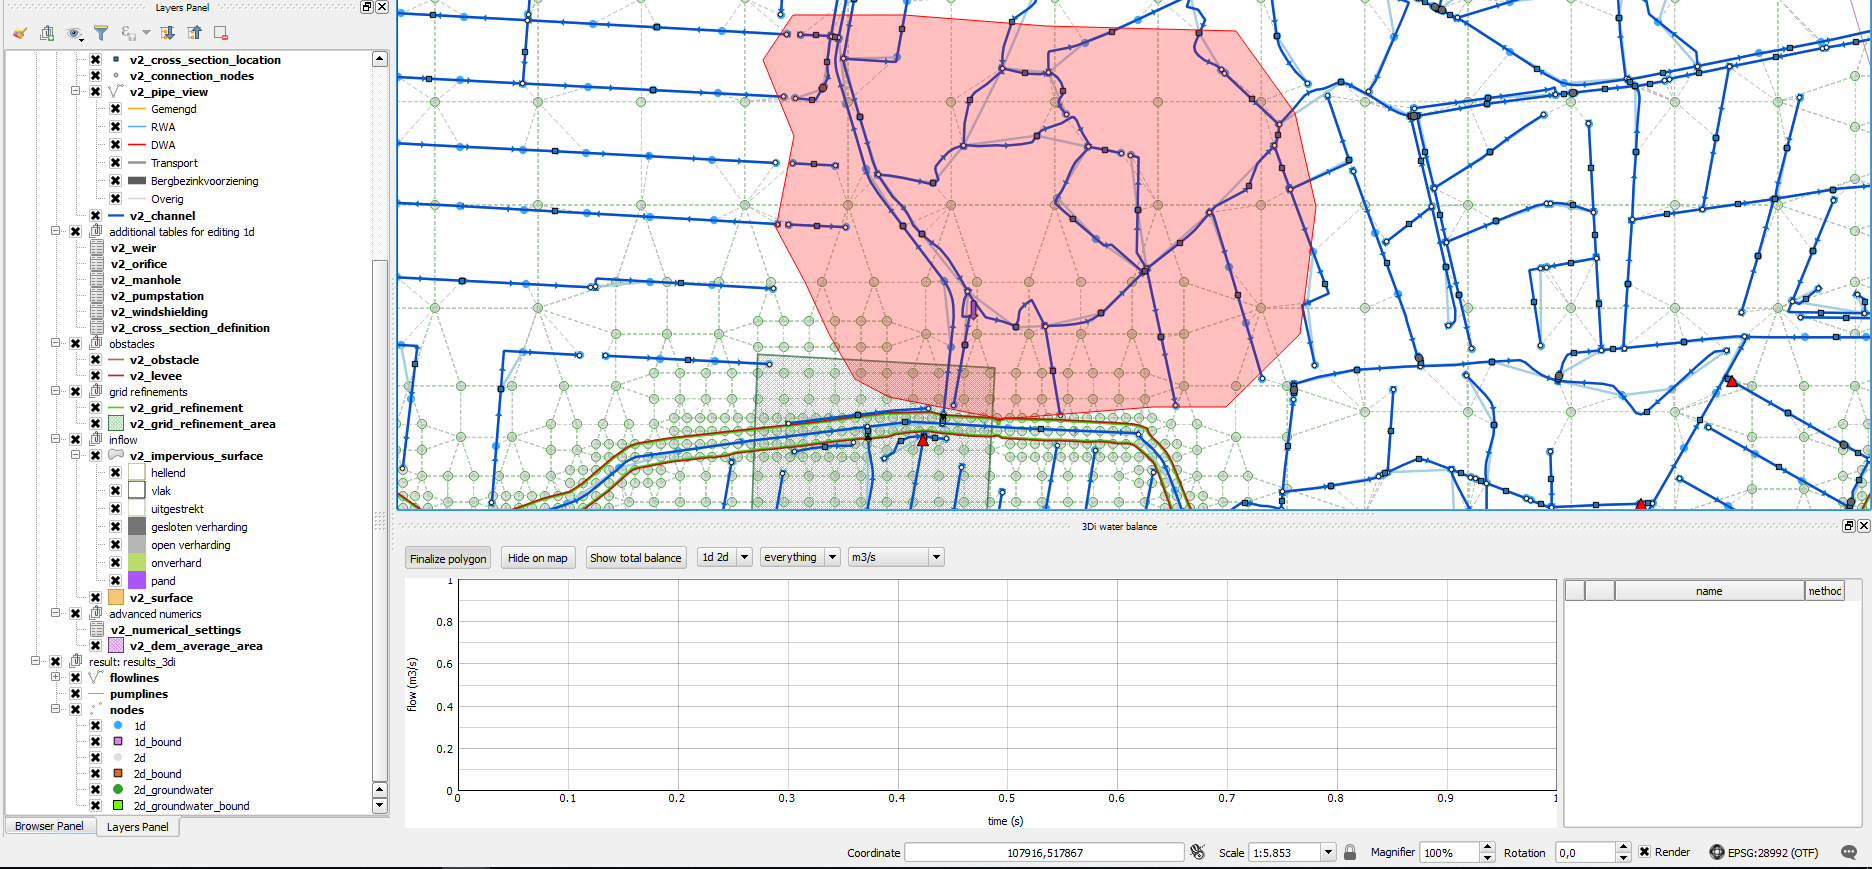 Layers Panel
v2_cross_section_location
v2_connection_nodes
v2_pipe_view
Gemengd
RWA
DWA
Transport
Bergbezinkvoorziening
Overig
v2_channel
additional tables for editing 1d
v2_weir
v2_orifice
v2_manhole
v2_pumpstation
v2_windshielding
v2_cross_section_definition
obstacles
v2_obstacle
v2_levee
grid refinements
v2_grid_refinement
v2_grid_refinement_area
inflow
v2_impervious_surface
hellend
vlak
uitgestrekt
gesloten verharding
open verharding
onverhard
pand
v2_surface
advanced numerics
v2_numerical_settings
v2_dem_average_area
result: results_3di
flowlines
pumplines
nodes
1d
1d_bound
2d
2d_bound
2d_groundwater
2d_groundwater_bound
Browser Panel
Layers Panel
3Di water balance
Finalize polygon
Hide on map
Show total balance
1d 2d
everything
m3/s
1
0.8
0.6
0.4
0.2
0
flow (m3/s)
0
0.1
0.2
0.3
0.4
0.5
0.6
0.7
0.8
0.9
1
time (s)
name
method
Coordinate
107916,517867
Scale
1:5.853
Magnifier
100%
Rotation
0,0
Render
EPSG:28992 (OTF)